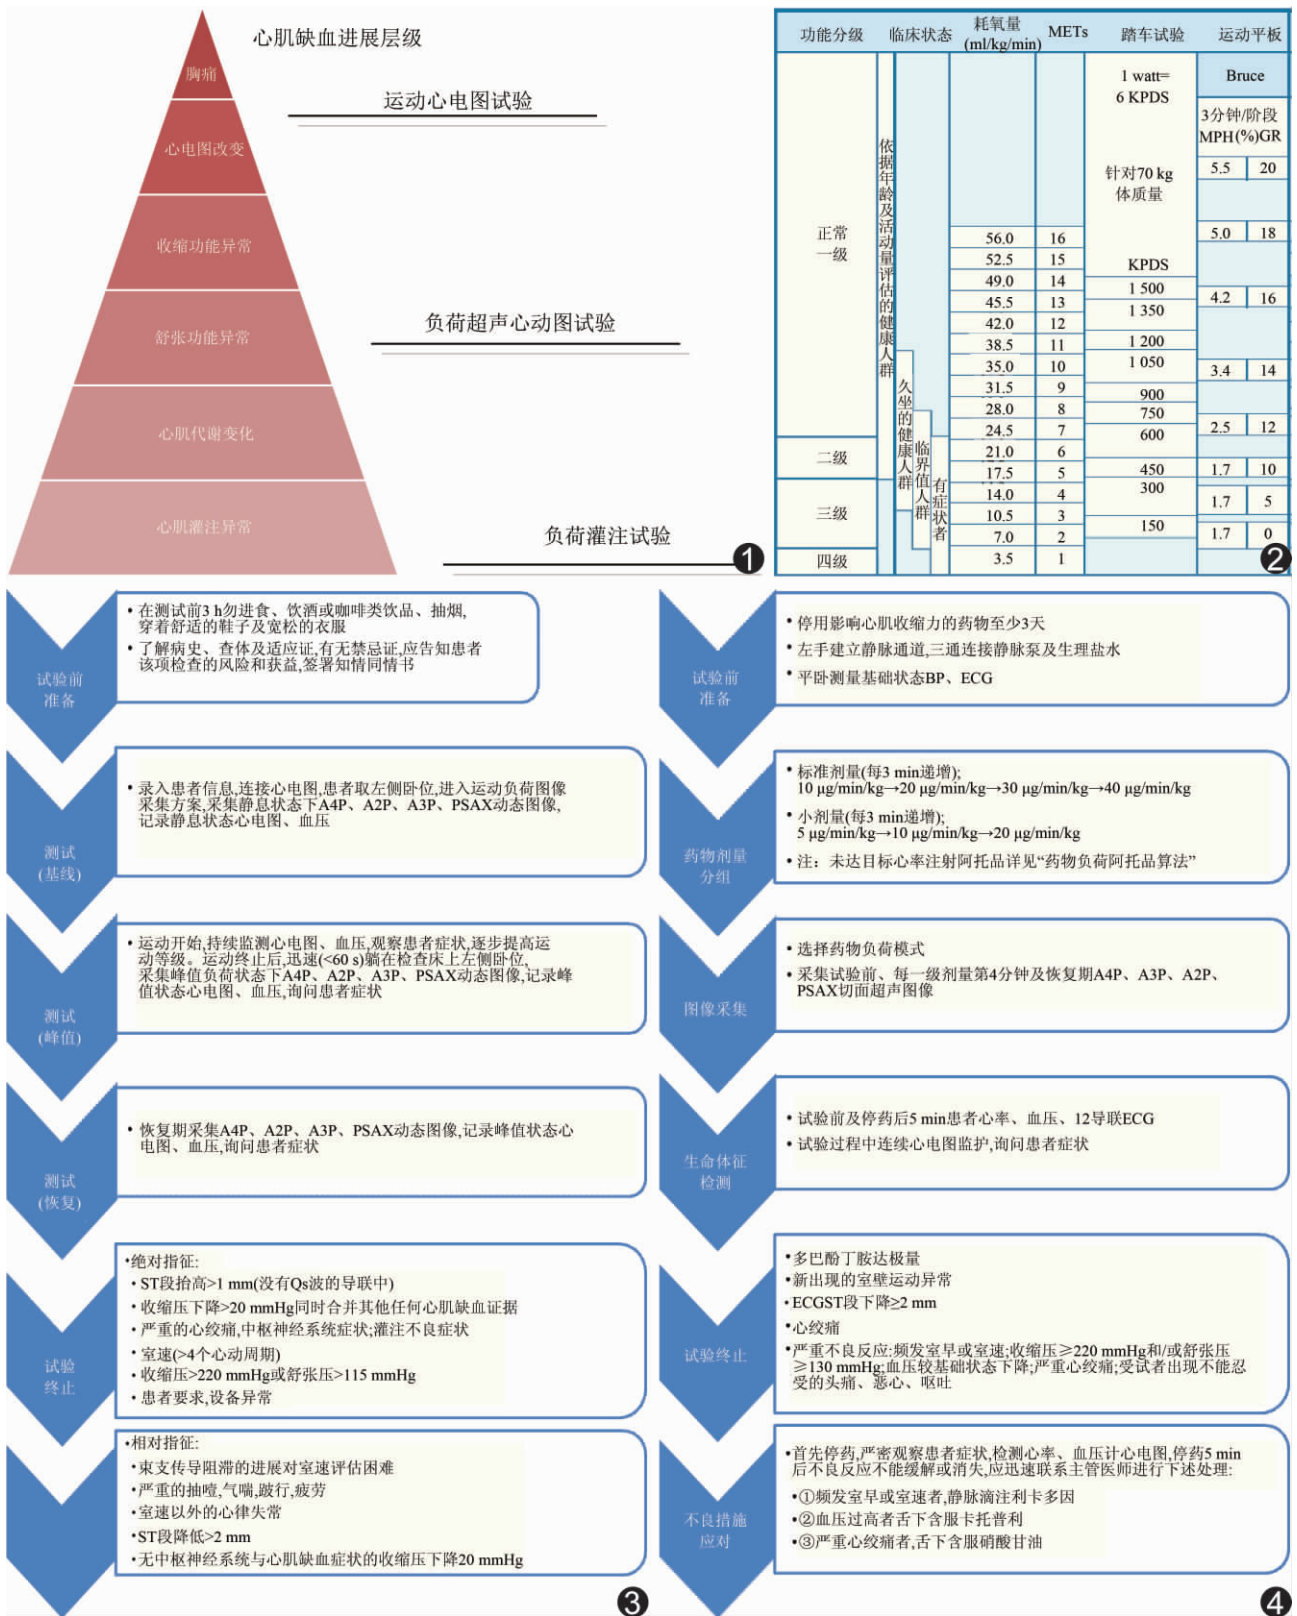 心肌缺血进展层级
胸痛
运动心电图试验
心电图改变
收缩功能异常
舒张功能异常
负荷超声心动图试验
心肌代谢变化
心肌灌注异常
负荷灌注试验
1
功能分级 临床状态 耗氧量 (ml/kg/min) METs 踏车试验 运动平板
1 watt=
6 KPDS
Bruce
3分钟/阶段
MPH (%)GR
针对70 kg
体质量
KPDS
正常
一级
二级
三级
四级
依据年龄及活动量评估的健康人群
久坐的健康人群
临界值人群
有症状者
56.0 16
52.5 15
49.0 14
45.5 13
42.0 12
38.5 11
35.0 10
31.5 9
28.0 8
24.5 7
21.0 6
17.5 5
14.0 4
10.5 3
7.0 2
3.5 1
1 500
1 350
1 200
1 050
900
750
600
450
300
150
5.5 20
5.0 18
4.2 16
3.4 14
2.5 12
1.7 10
1.7 5
1.7 0
2
试验前
准备
•在测试前3 h勿进食、饮酒或咖啡类饮品、抽烟,
穿着舒适的鞋子及宽松的衣服
•了解病史、查体及适应证,有无禁忌证,应告知患者
该项检查的风险和获益,签署知情同情书
测试
(基线)
•录入患者信息,连接心电图,患者取左侧卧位,进入运动负荷图像
采集方案,采集静息状态下A4P、A2P、A3P、PSAX动态图像,
记录静息状态心电图、血压
测试
(峰值)
•运动开始,持续监测心电图、血压,观察患者症状,逐步提高运
动等级。运动终止后,迅速(<60 s)躺在检查床上左侧卧位,
采集峰值负荷状态下A4P、A2P、A3P、PSAX动态图像,记录峰
值状态心电图、血压,询问患者症状
测试
(恢复)
•恢复期采集A4P、A2P、A3P、PSAX动态图像,记录峰值状态心
电图、血压,询问患者症状
试验
终止
•绝对指征:
•ST段抬高>1 mm(没有Qs波的导联中)
•收缩压下降>20 mmHg同时合并其他任何心肌缺血证据
•严重的心绞痛,中枢神经系统症状;灌注不良症状
•室速(>4个心动周期)
•收缩压>220 mmHg或舒张压>115 mmHg
•患者要求,设备异常
•相对指征:
•束支传导阻滞的进展对室速评估困难
•严重的抽噎,气喘,跛行,疲劳
•室速以外的心律失常
•ST段降低>2 mm
•无中枢神经系统与心肌缺血症状的收缩压下降20 mmHg
3
试验前
准备
•停用影响心肌收缩力的药物至少3天
•左手建立静脉通道,三通连接静脉泵及生理盐水
•平卧测量基础状态BP、ECG
药物剂量
分组
•标准剂量(每3 min递增);
10 μg/min/kg→20 μg/min/kg→30 μg/min/kg→40 μg/min/kg
•小剂量(每3 min递增);
5 μg/min/kg→10 μg/min/kg→20 μg/min/kg
•注：未达目标心率注射阿托品详见“药物负荷阿托品算法”
图像采集
•选择药物负荷模式
•采集试验前、每一级剂量第4分钟及恢复期A4P、A3P、A2P、
PSAX切面超声图像
生命体征
检测
•试验前及停药后5 min患者心率、血压、12导联ECG
•试验过程中连续心电图监护,询问患者症状
试验终止
•多巴酚丁胺达极量
•新出现的室壁运动异常
•ECGST段下降≥2 mm
•心绞痛
•严重不良反应:频发室早或室速;收缩压≥220 mmHg和/或舒张压
≥130 mmHg;血压较基础状态下降;严重心绞痛;受试者出现不能忍
受的头痛、恶心、呕吐
不良措施
应对
•首先停药,严密观察患者症状,检测心率、血压计心电图,停药5 min
后不良反应不能缓解或消失,应迅速联系主管医师进行下述处理:
•①频发室早或室速者,静脉滴注利卡多因
•②血压过高者舌下含服卡托普利
•③严重心绞痛者,舌下含服硝酸甘油
4